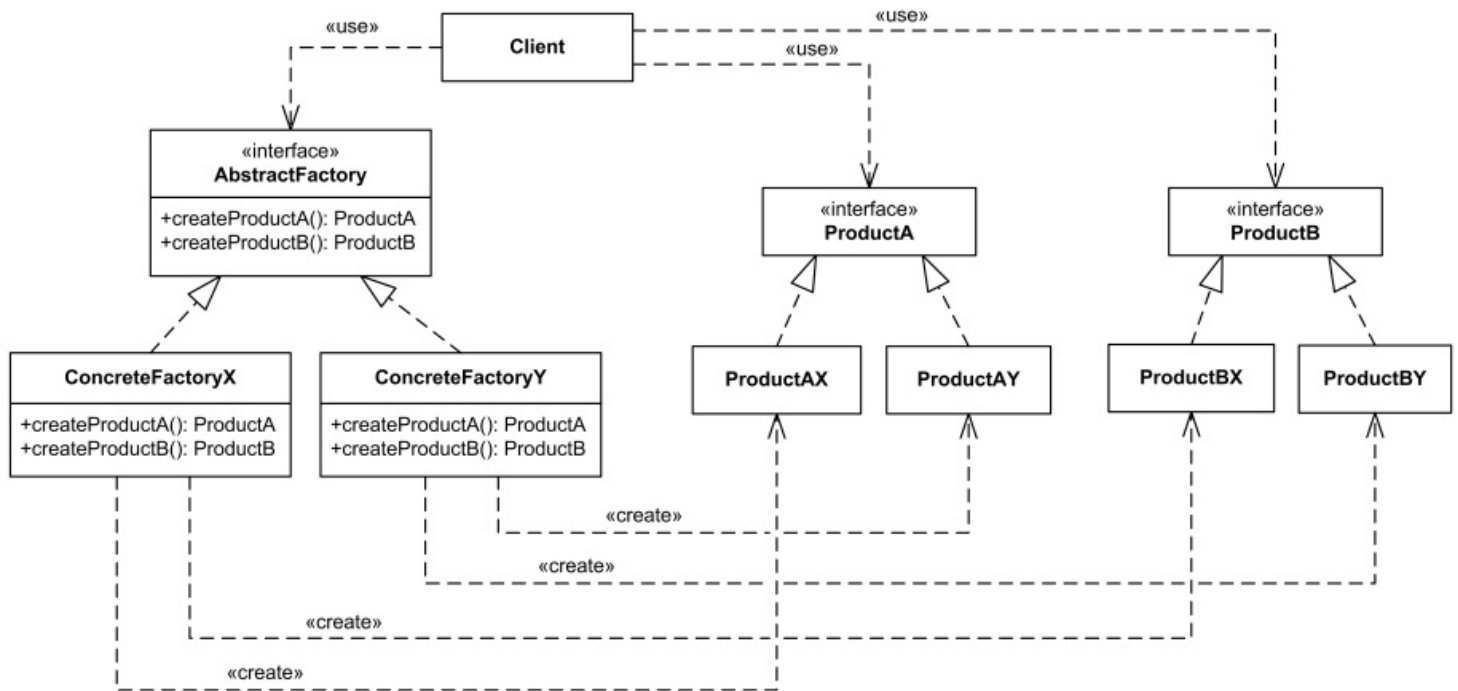 «use»
Client
«use»
«use»
«interface»
AbstractFactory
+createProductA(): ProductA
+createProductB(): ProductB
«interface»
ProductA
«interface»
ProductB
ConcreteFactoryX
+createProductA(): ProductA
+createProductB(): ProductB
ConcreteFactoryY
+createProductA(): ProductA
+createProductB(): ProductB
ProductAX
ProductAY
ProductBX
ProductBY
«create»
«create»
«create»
«create»